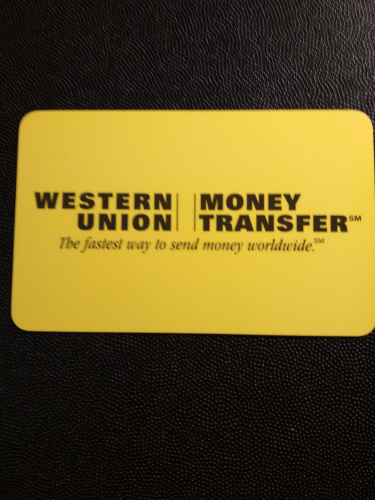 WESTERN UNION | | MONEY TRANSFER℠
The fastest way to send money worldwide.℠